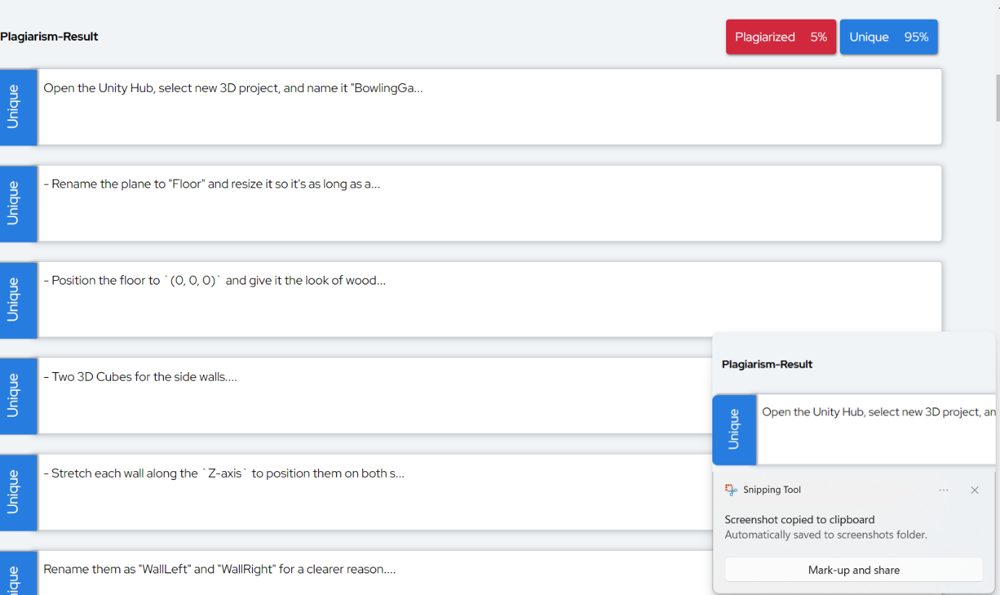 Plagiarism-Result
Plagiarized 5%
Unique 95%
Unique
Open the Unity Hub, select new 3D project, and name it "BowlingGa...
Unique
- Rename the plane to "Floor" and resize it so it's as long as a...
Unique
- Position the floor to `(0, 0, 0)` and give it the look of wood...
Unique
- Two 3D Cubes for the side walls....
Unique
- Stretch each wall along the `Z-axis` to position them on both s...
Unique
Rename them as "WallLeft" and "WallRight" for a clearer reason....
Plagiarism-Result
Unique
Open the Unity Hub, select new 3D project, an
Snipping Tool
Screenshot copied to clipboard
Automatically saved to screenshots folder.
Mark-up and share